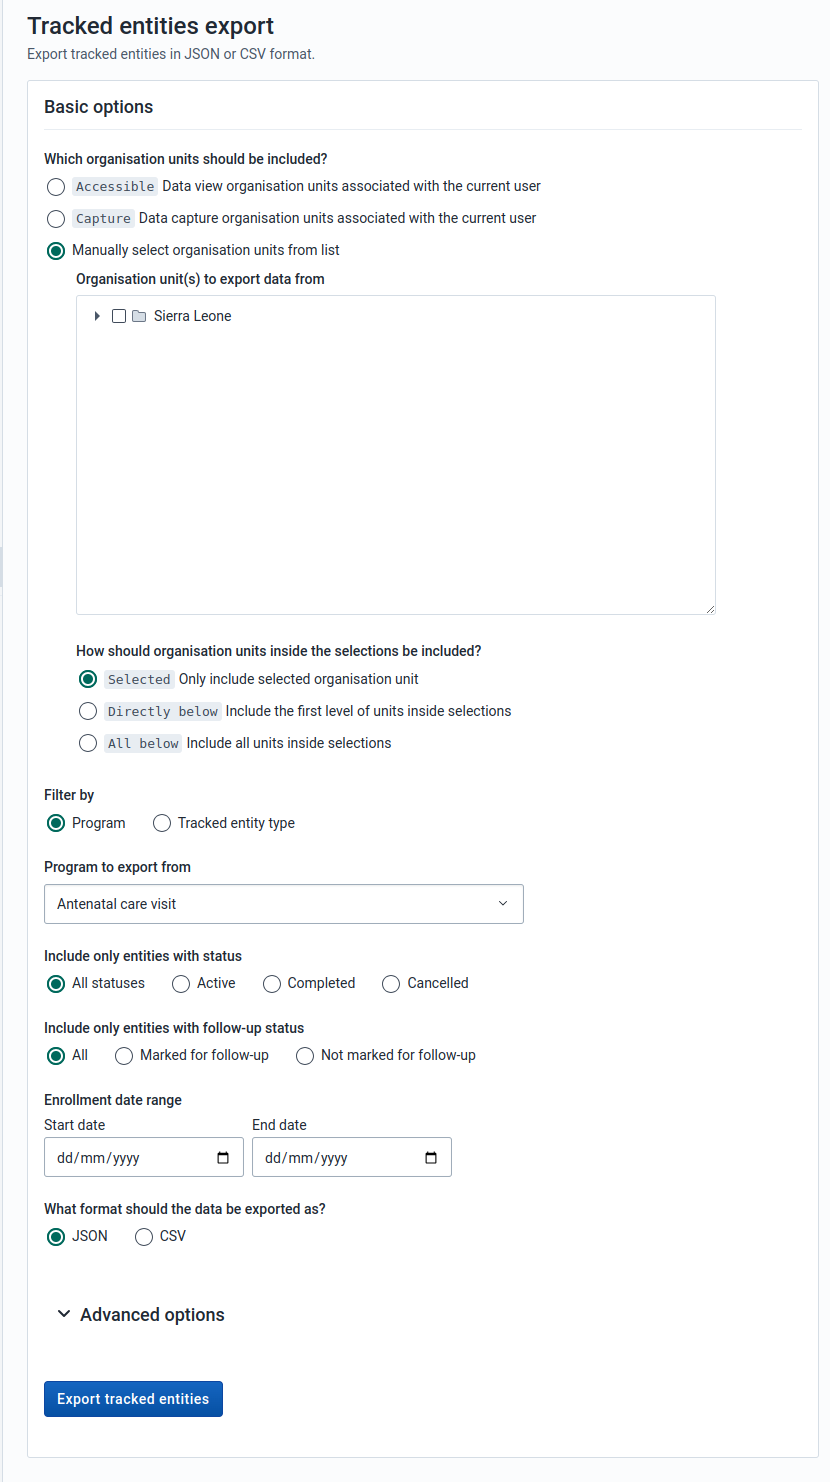 Tracked entities export
Export tracked entities in JSON or CSV format.
Basic options
Which organisation units should be included?
Accessible Data view organisation units associated with the current user
Capture Data capture organisation units associated with the current user
Manually select organisation units from list
Organisation unit(s) to export data from
Sierra Leone
How should organisation units inside the selections be included?
Selected Only include selected organisation unit
Directly below Include the first level of units inside selections
All below Include all units inside selections
Filter by
Program Tracked entity type
Program to export from
Antenatal care visit
Include only entities with status
All statuses Active Completed Cancelled
Include only entities with follow-up status
All Marked for follow-up Not marked for follow-up
Enrollment date range
Start date End date
dd/mm/yyyy dd/mm/yyyy
What format should the data be exported as?
JSON CSV
Advanced options
Export tracked entities